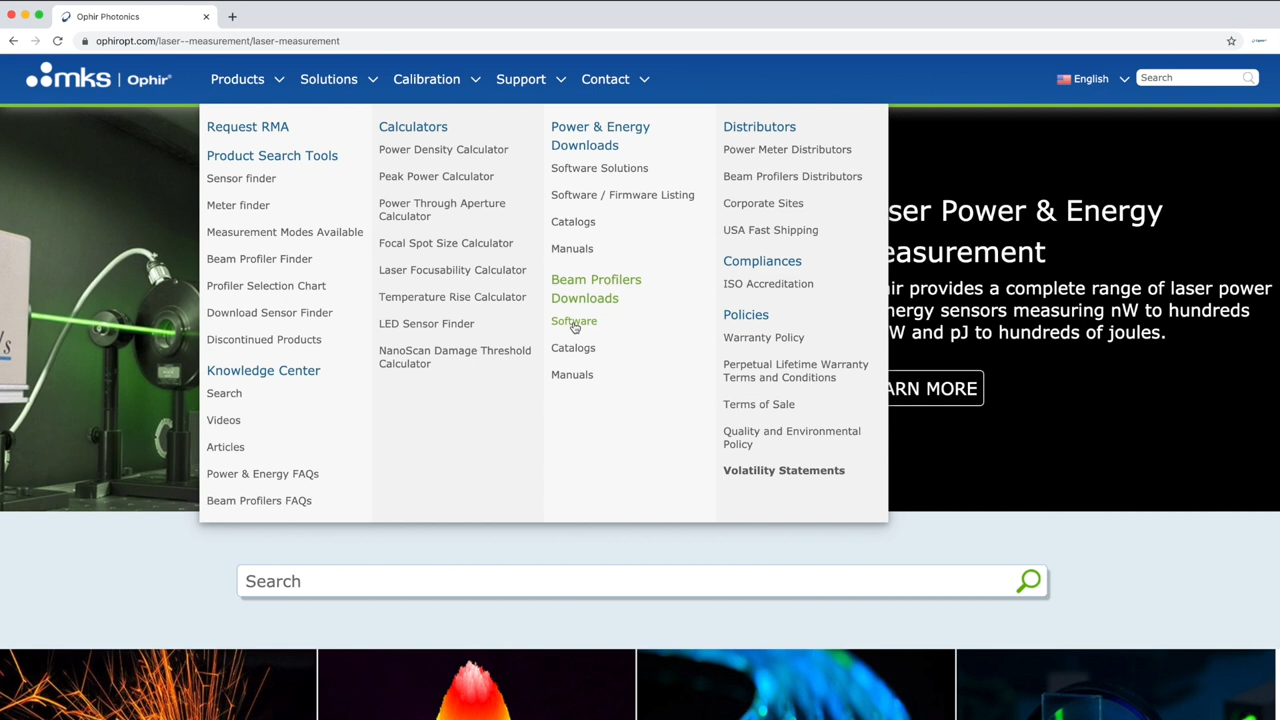 Ophir Photonics
ophiropt.com/laser--measurement/laser-measurement
mks | Ophir
Products
Solutions
Calibration
Support
Contact
English
Search
Request RMA
Product Search Tools
Sensor finder
Meter finder
Measurement Modes Available
Beam Profiler Finder
Profiler Selection Chart
Download Sensor Finder
Discontinued Products
Knowledge Center
Search
Videos
Articles
Power & Energy FAQs
Beam Profilers FAQs
Calculators
Power Density Calculator
Peak Power Calculator
Power Through Aperture
Calculator
Focal Spot Size Calculator
Laser Focusability Calculator
Temperature Rise Calculator
LED Sensor Finder
NanoScan Damage Threshold
Calculator
Power & Energy
Downloads
Software Solutions
Software / Firmware Listing
Catalogs
Manuals
Beam Profilers
Downloads
Software
Catalogs
Manuals
Distributors
Power Meter Distributors
Beam Profilers Distributors
Corporate Sites
USA Fast Shipping
Compliances
ISO Accreditation
Policies
Warranty Policy
Perpetual Lifetime Warranty
Terms and Conditions
Terms of Sale
Quality and Environmental
Policy
Volatility Statements
ser Power & Energy
easurement
ir provides a complete range of laser power
nergy sensors measuring nW to hundreds
W and pJ to hundreds of joules.
ARN MORE
Search